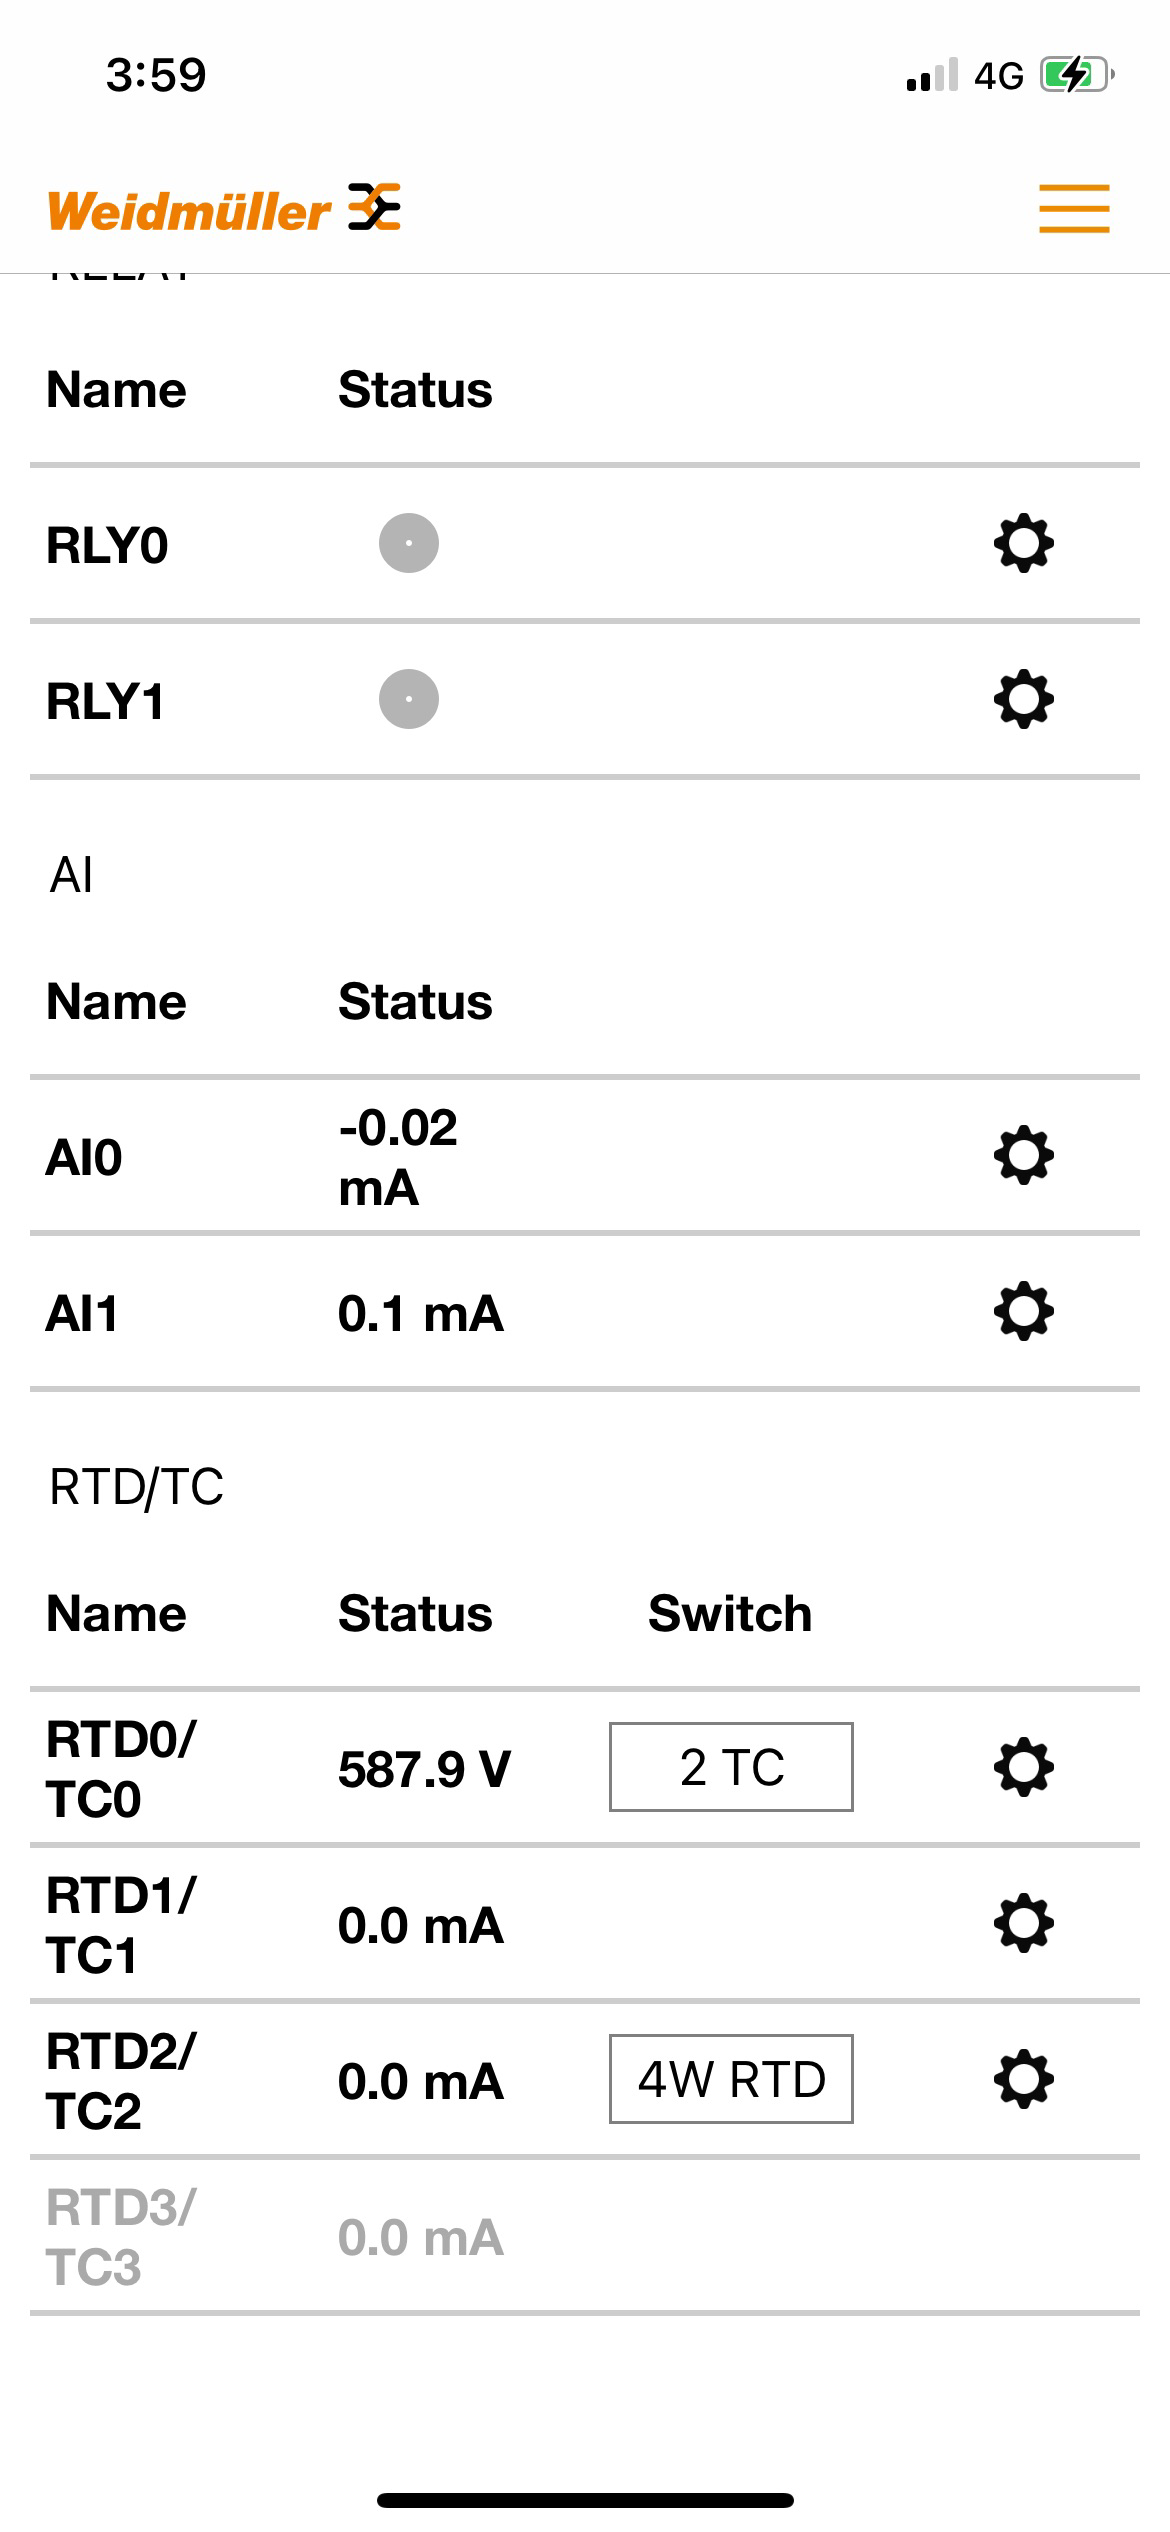 3:59
4G
Weidmüller
RELAY
Name Status
RLY0
RLY1
AI
Name Status
AI0 -0.02 mA
AI1 0.1 mA
RTD/TC
Name Status Switch
RTD0/TC0 587.9 V 2 TC
RTD1/TC1 0.0 mA
RTD2/TC2 0.0 mA 4W RTD
RTD3/TC3 0.0 mA